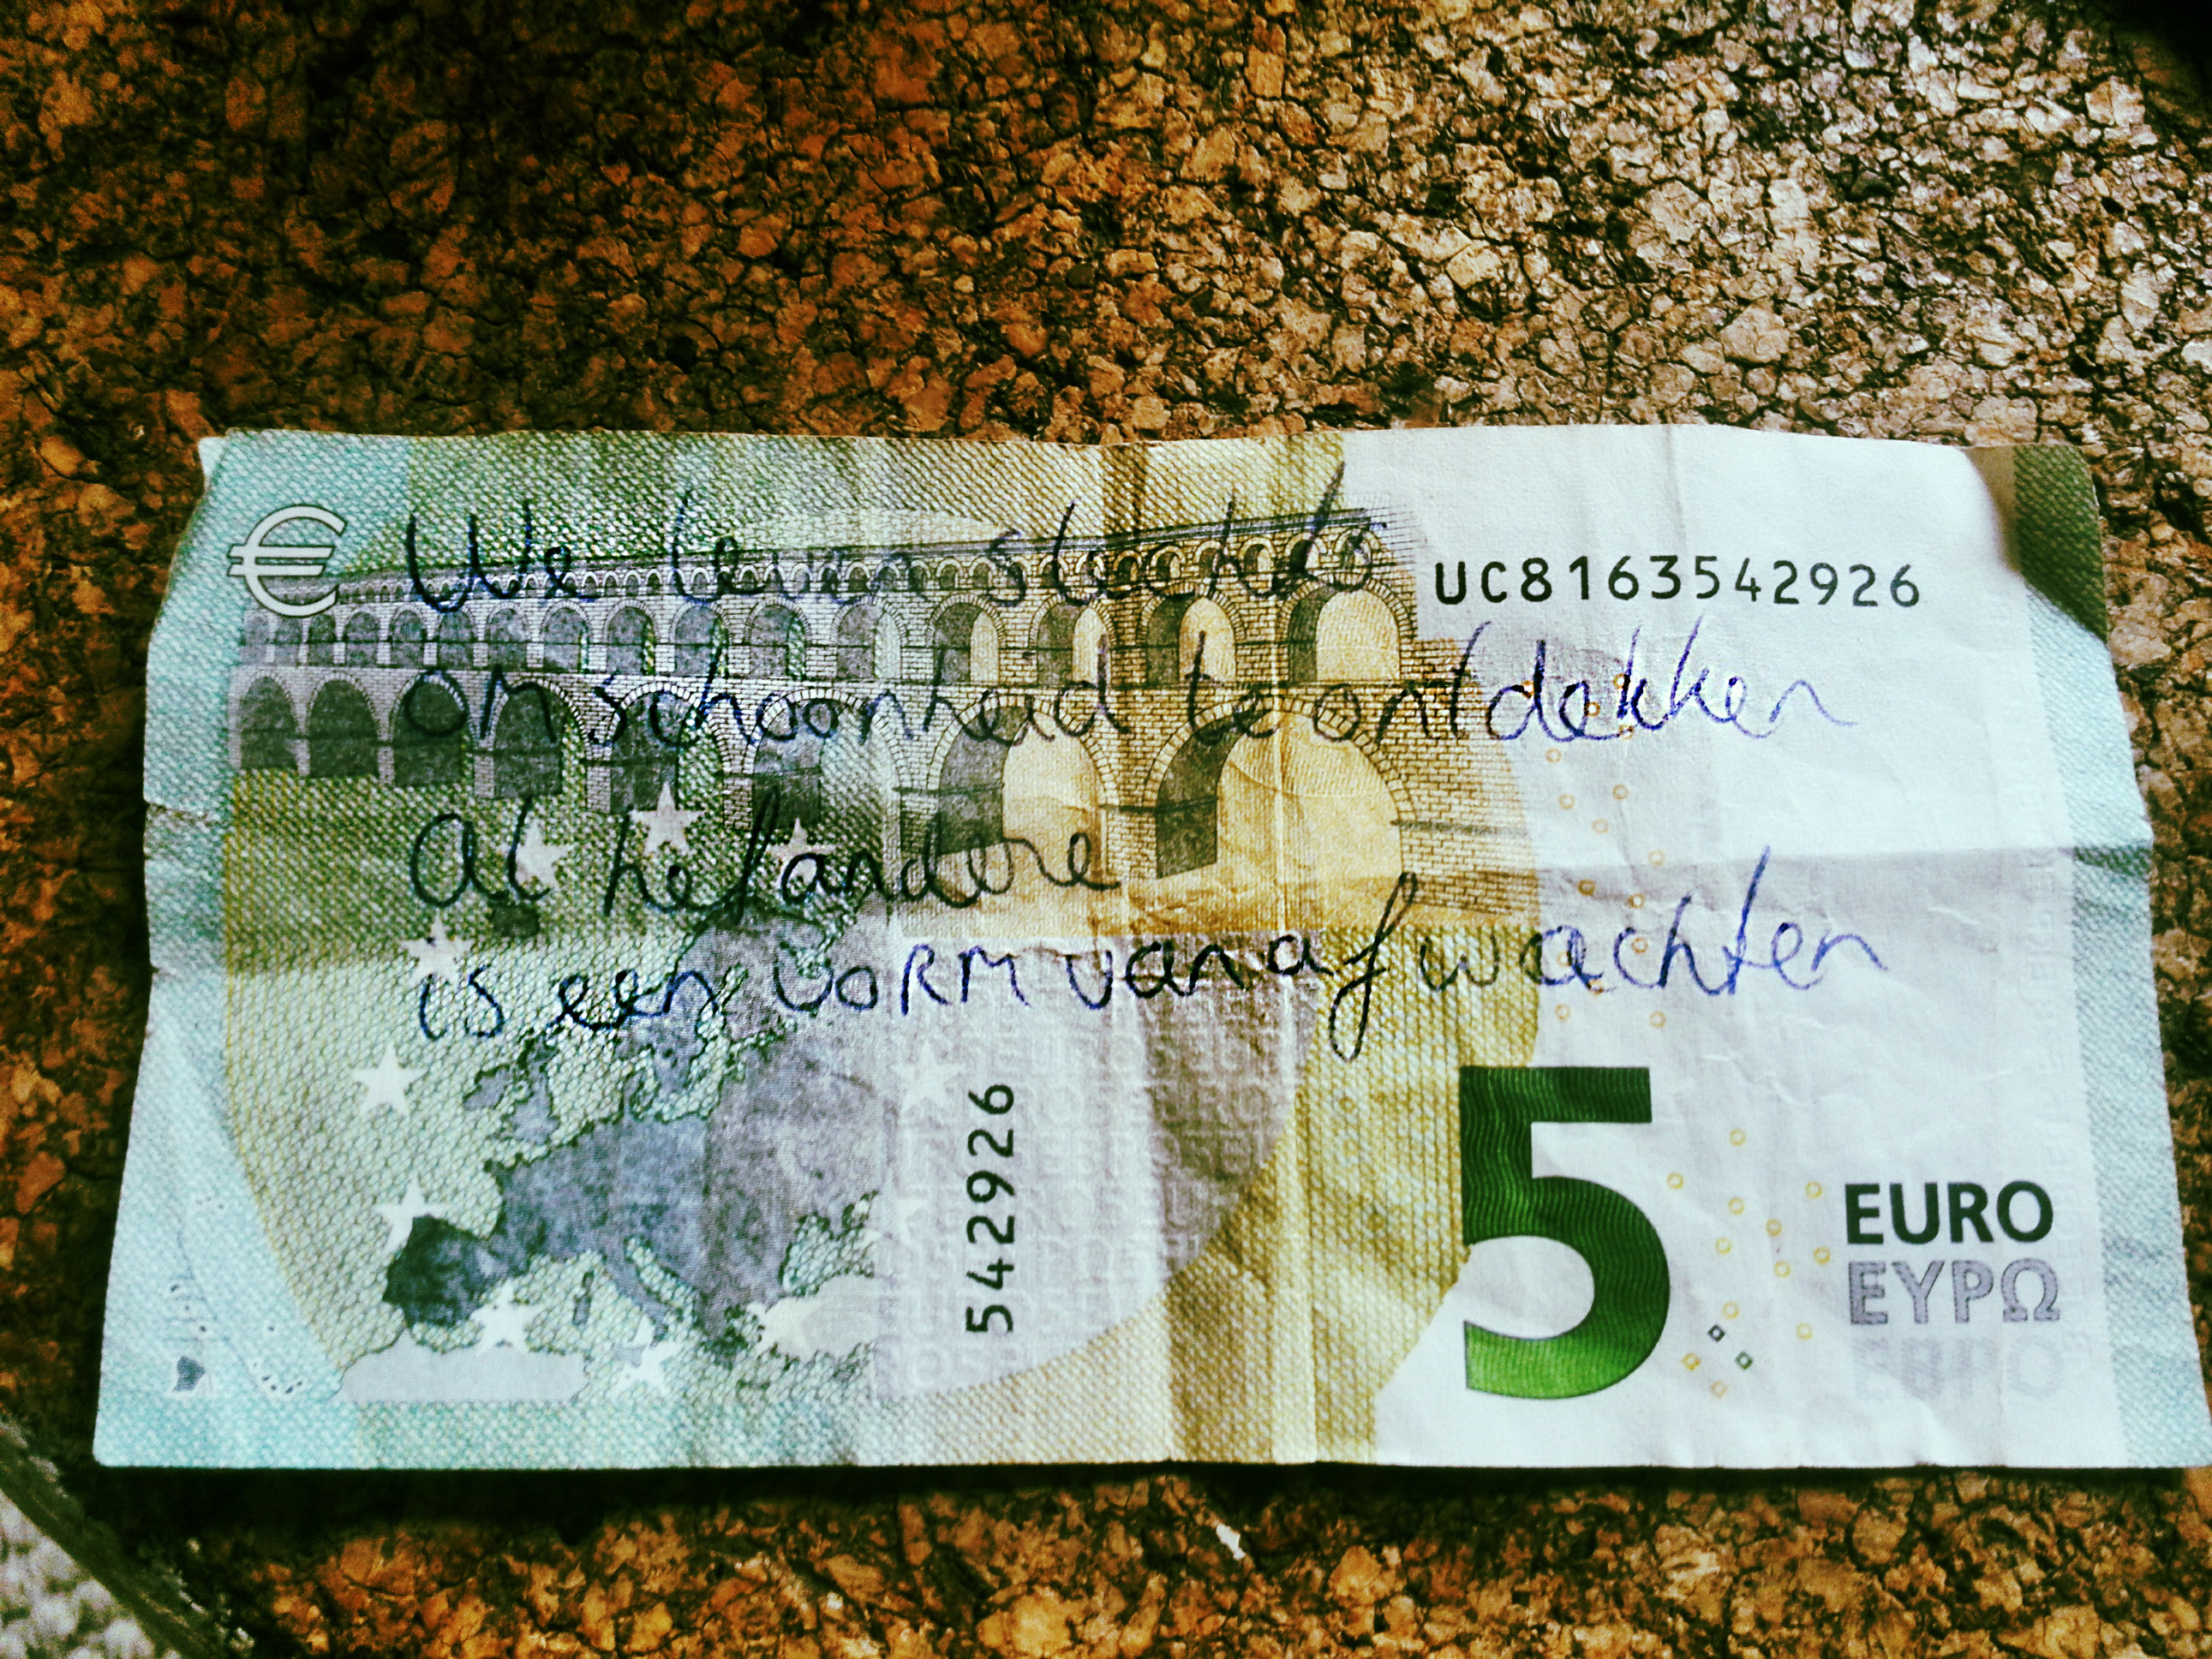 €
We leven slechts
UC8163542926
om schoonheid te ontdekken
al het andere
is een vorm van afwachten
542926
5
EURO
ΕΥΡΩ
ЕВРО